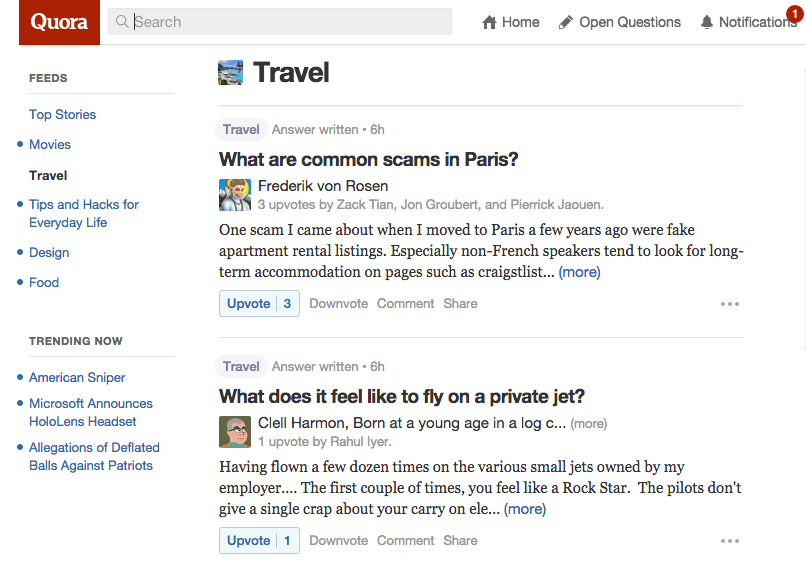 Quora
Search
Home
Open Questions
Notifications
1
FEEDS
Top Stories
Movies
Travel
Tips and Hacks for
Everyday Life
Design
Food
TRENDING NOW
American Sniper
Microsoft Announces
HoloLens Headset
Allegations of Deflated
Balls Against Patriots
Travel
Travel Answer written • 6h
What are common scams in Paris?
Frederik von Rosen
3 upvotes by Zack Tian, Jon Groubert, and Pierrick Jaouen.
One scam I came about when I moved to Paris a few years ago were fake
apartment rental listings. Especially non-French speakers tend to look for long-
term accommodation on pages such as craigstlist... (more)
Upvote 3 Downvote Comment Share
Travel Answer written • 6h
What does it feel like to fly on a private jet?
Clell Harmon, Born at a young age in a log c... (more)
1 upvote by Rahul Iyer.
Having flown a few dozen times on the various small jets owned by my
employer.... The first couple of times, you feel like a Rock Star. The pilots don't
give a single crap about your carry on ele... (more)
Upvote 1 Downvote Comment Share